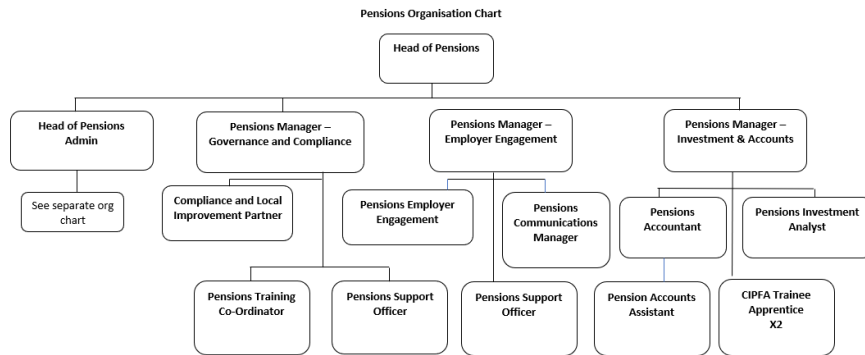 Pensions Organisation Chart
Head of Pensions
Head of Pensions
Admin
Pensions Manager –
Governance and Compliance
Pensions Manager –
Employer Engagement
Pensions Manager –
Investment & Accounts
See separate org
chart
Compliance and Local
Improvement Partner
Pensions Employer
Engagement
Pensions
Communications
Manager
Pensions
Accountant
Pensions Investment
Analyst
Pensions Training
Co-Ordinator
Pensions Support
Officer
Pensions Support
Officer
Pension Accounts
Assistant
CIPFA Trainee
Apprentice
X2